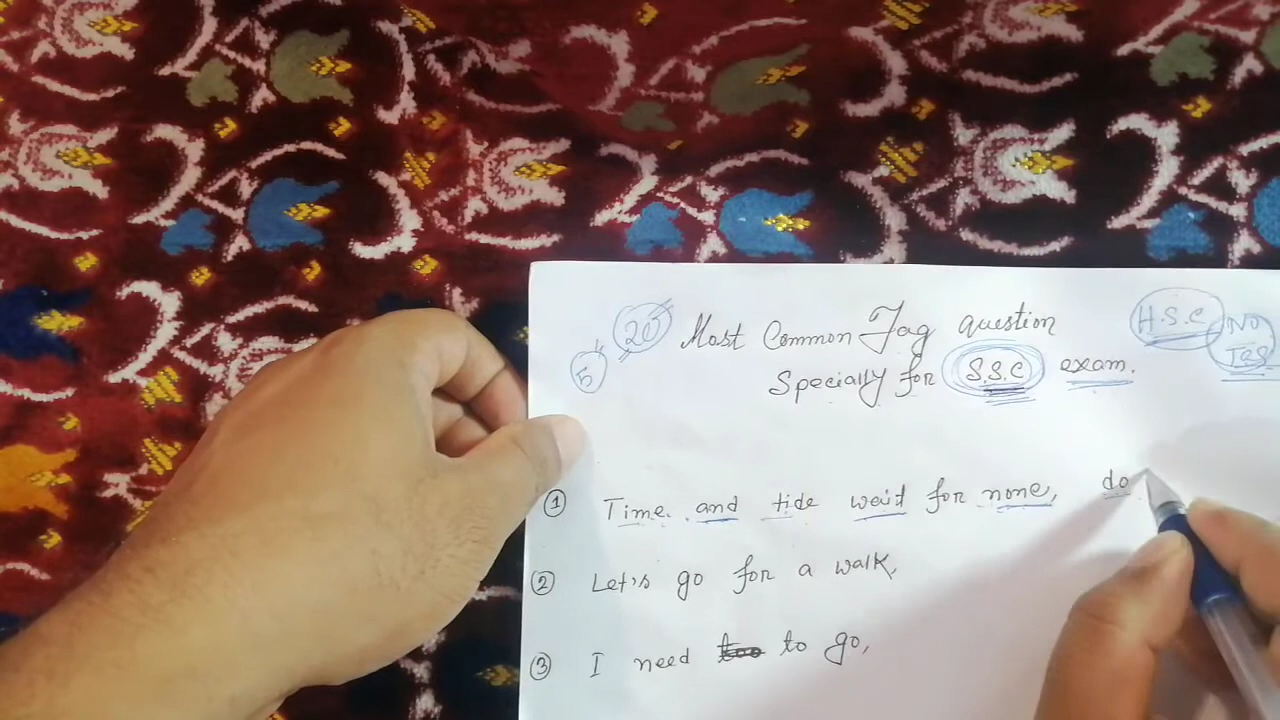 5 20 Most Common Tag question H.S.C NO
Specially for S.S.C exam. IES
① Time and tide wait for none, do
② Let's go for a walk,
③ I need to go,